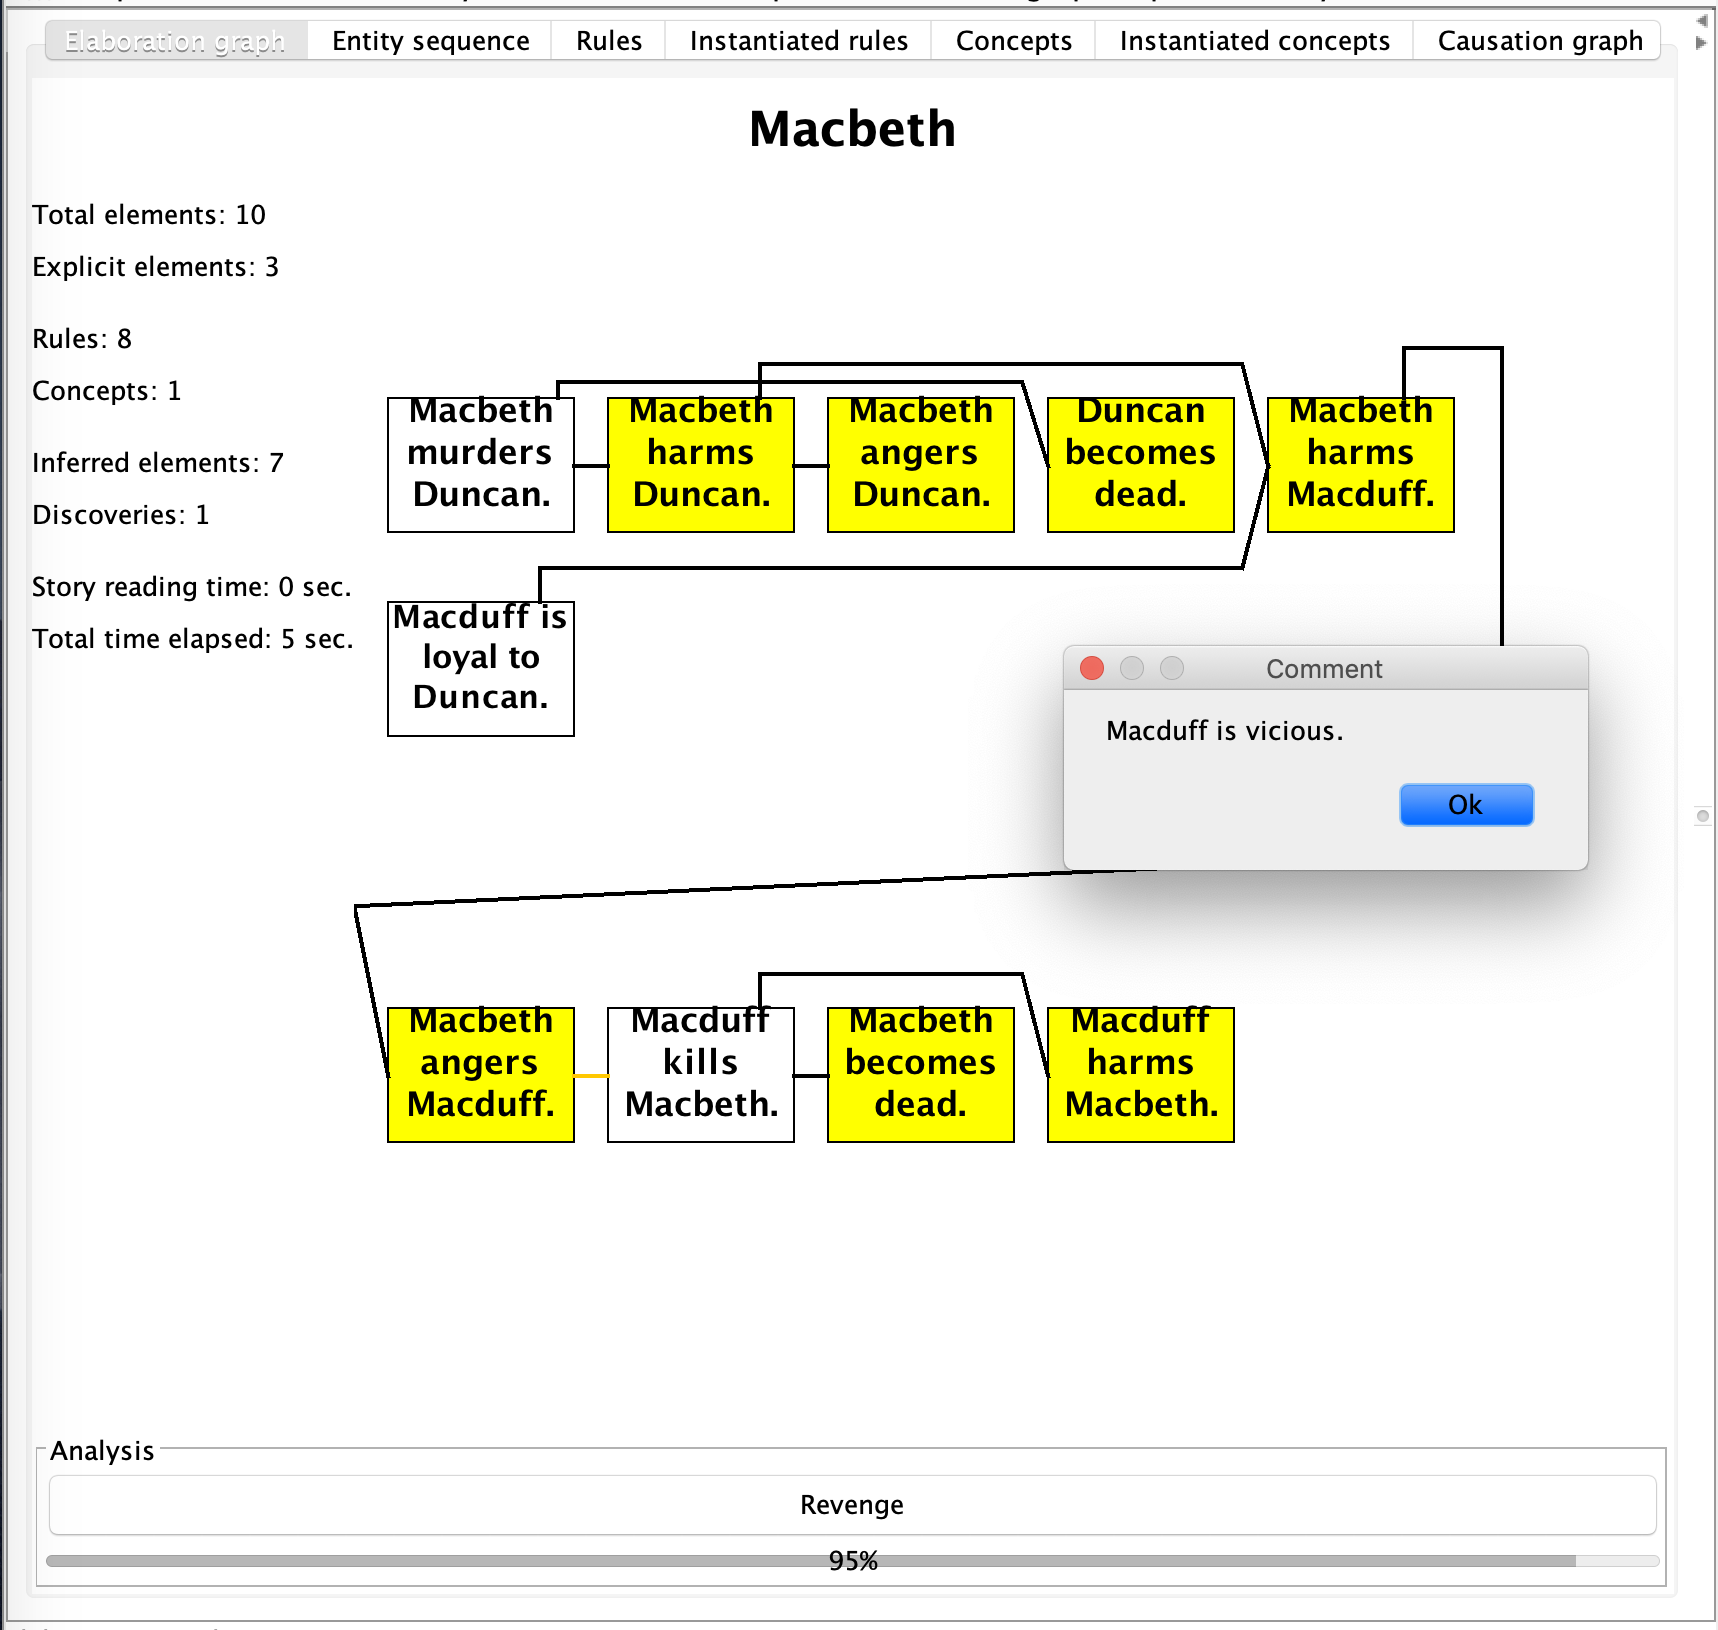 Elaboration graph Entity sequence Rules Instantiated rules Concepts Instantiated concepts Causation graph
Macbeth
Total elements: 10
Explicit elements: 3
Rules: 8
Concepts: 1
Inferred elements: 7
Discoveries: 1
Story reading time: 0 sec.
Total time elapsed: 5 sec.
Macbeth
murders
Duncan.
Macbeth
harms
Duncan.
Macbeth
angers
Duncan.
Duncan
becomes
dead.
Macbeth
harms
Macduff.
Macduff is
loyal to
Duncan.
Comment
Macduff is vicious.
Ok
Macbeth
angers
Macduff.
Macduff
kills
Macbeth.
Macbeth
becomes
dead.
Macduff
harms
Macbeth.
Analysis
Revenge
95%